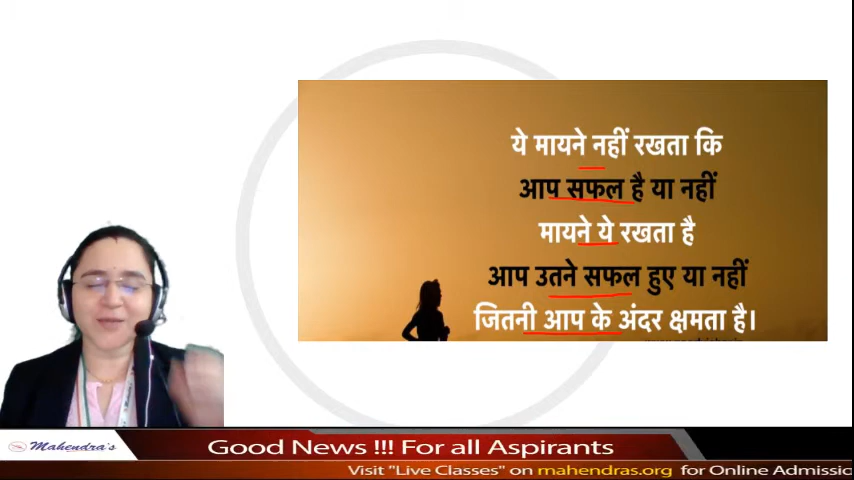 ये मायने नहीं रखता कि
आप सफल है या नहीं
मायने ये रखता है
आप उतने सफल हुए या नहीं
जितनी आप के अंदर क्षमता है।
Mahendra's
Good News !!! For all Aspirants
Visit "Live Classes" on mahendras.org for Online Admissio